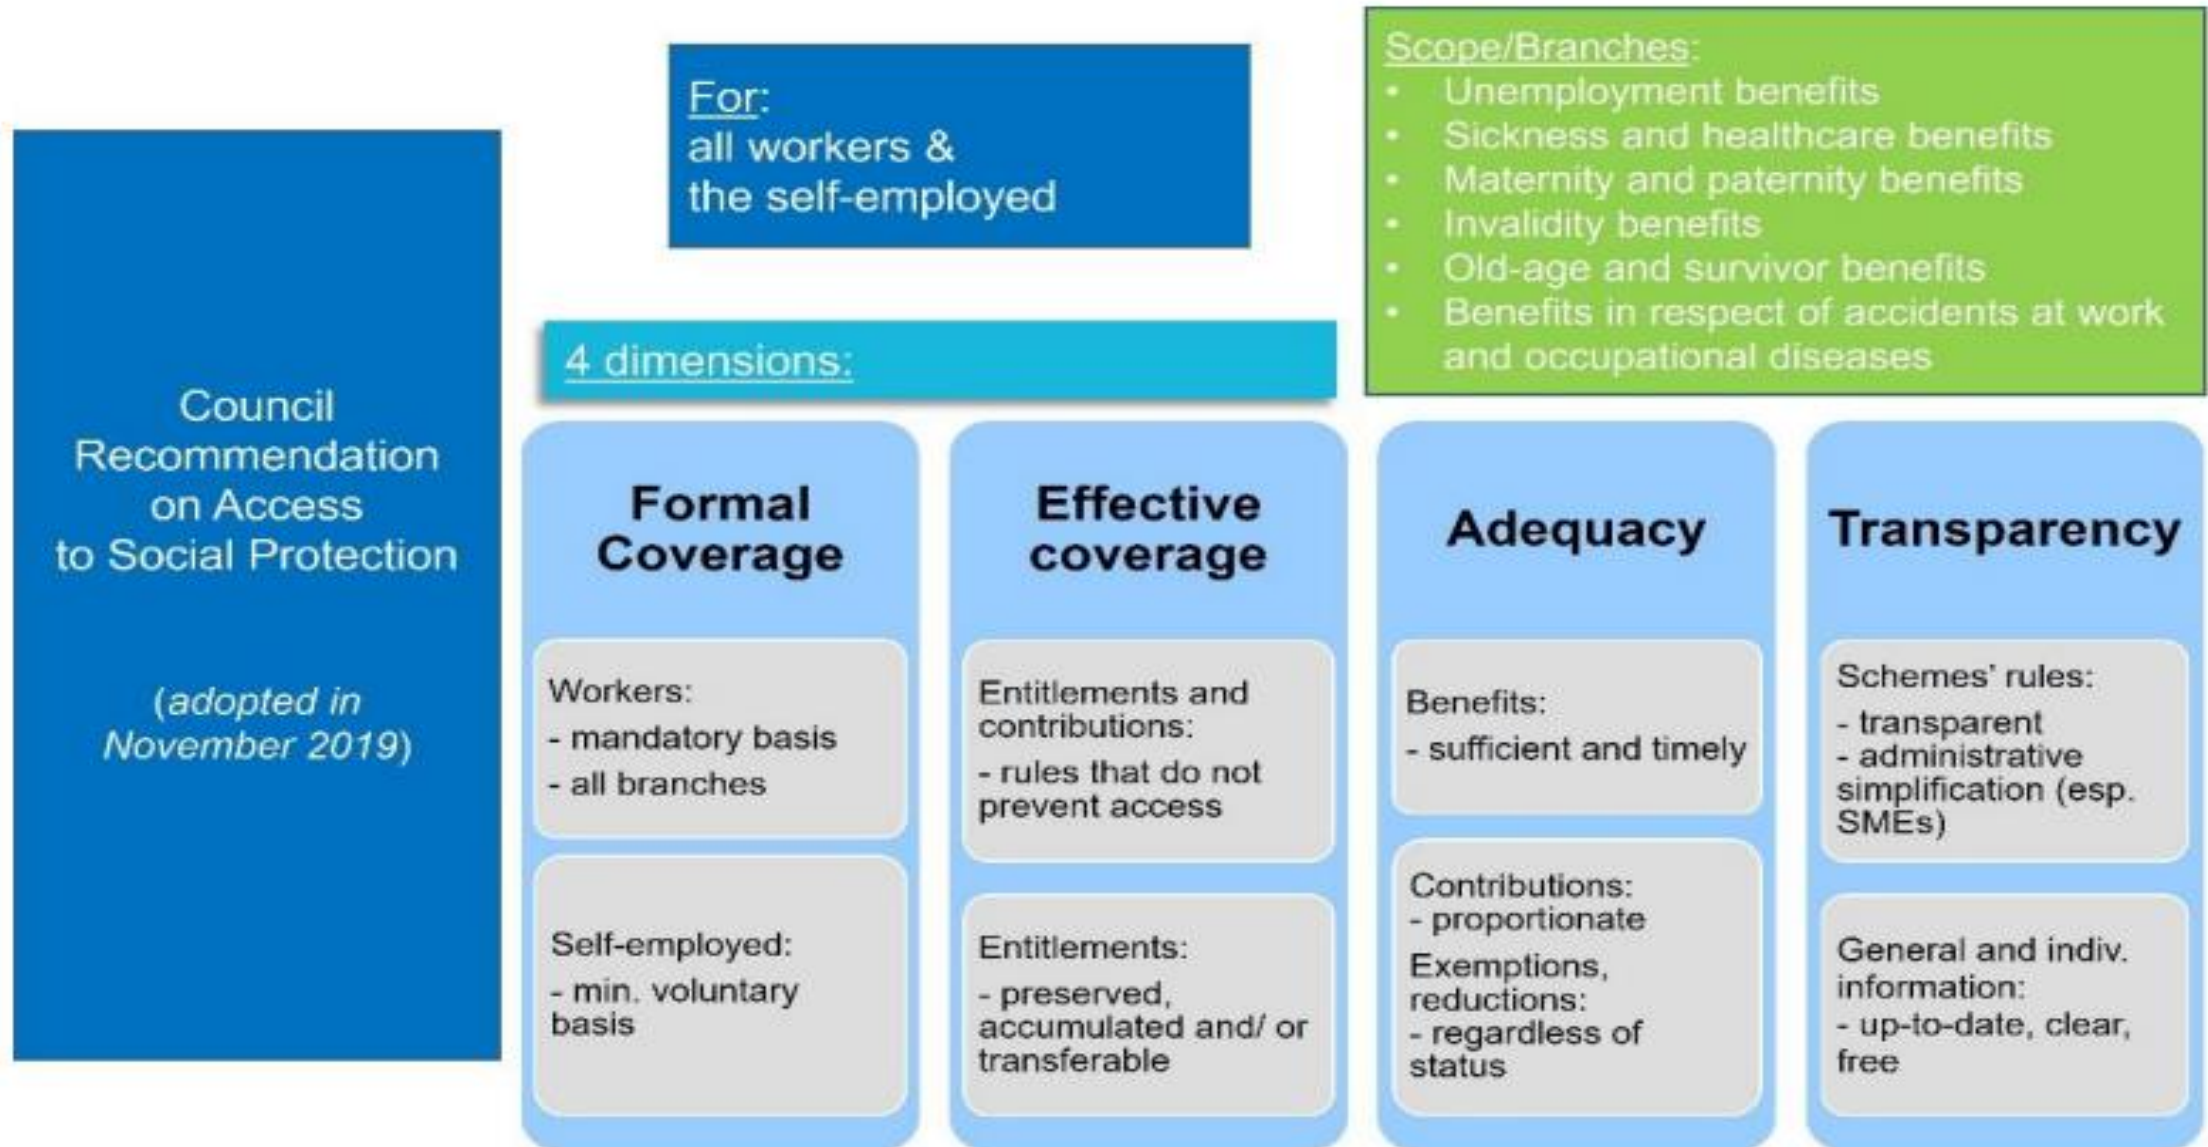 Council
Recommendation
on Access
to Social Protection
(adopted in
November 2019)
For:
all workers &
the self-employed
Scope/Branches:
• Unemployment benefits
• Sickness and healthcare benefits
• Maternity and paternity benefits
• Invalidity benefits
• Old-age and survivor benefits
• Benefits in respect of accidents at work
and occupational diseases
4 dimensions:
Formal
Coverage
Workers:
- mandatory basis
- all branches
Self-employed:
- min. voluntary
basis
Effective
coverage
Entitlements and
contributions:
- rules that do not
prevent access
Entitlements:
- preserved,
accumulated and/ or
transferable
Adequacy
Benefits:
- sufficient and timely
Contributions:
- proportionate
Exemptions,
reductions:
- regardless of
status
Transparency
Schemes’ rules:
- transparent
- administrative
simplification (esp.
SMEs)
General and indiv.
information:
- up-to-date, clear,
free